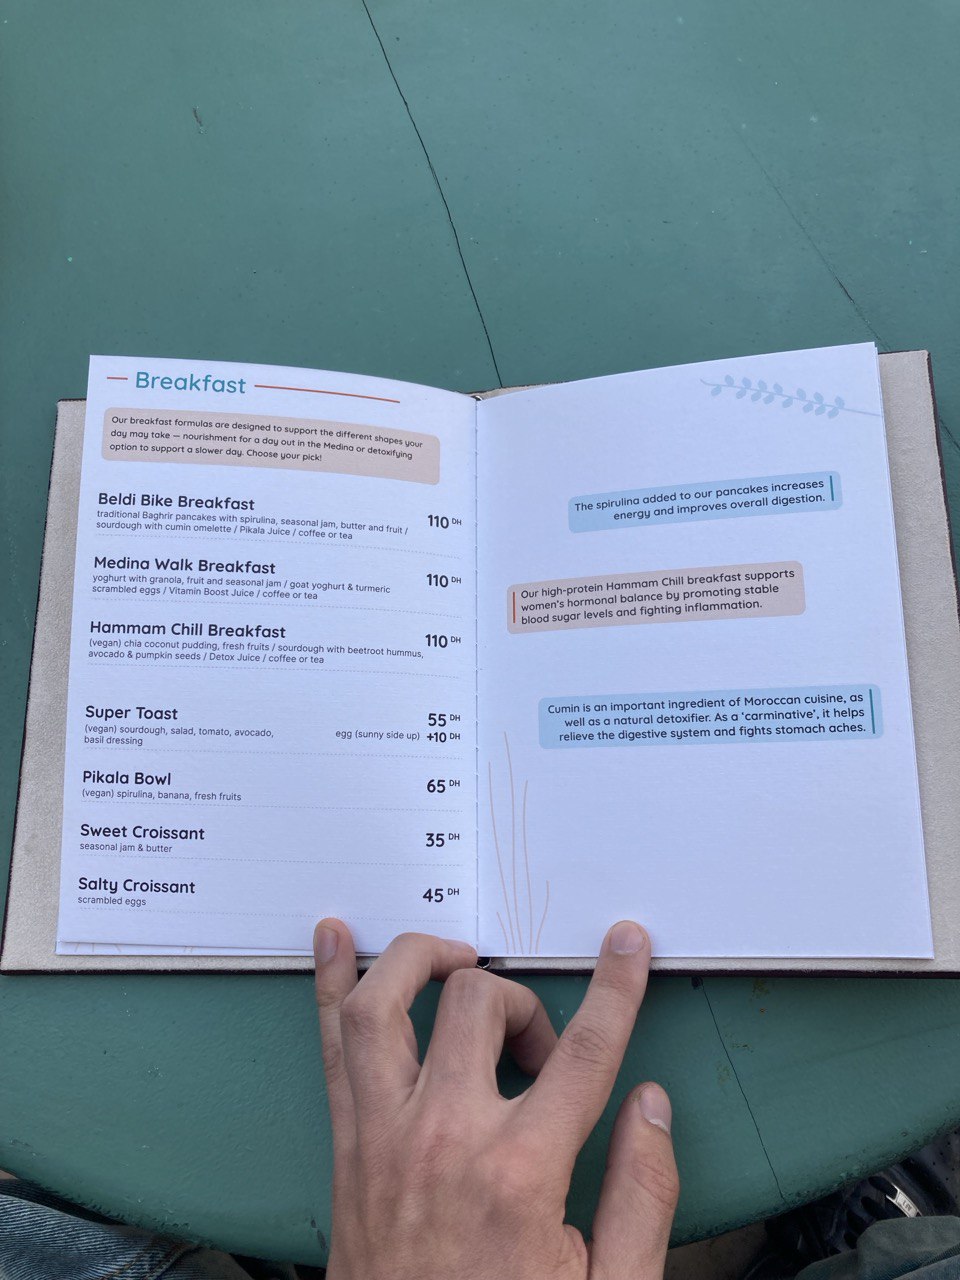 Breakfast
Our breakfast formulas are designed to support the different shapes your
day may take — nourishment for a day out in the Medina or detoxifying
option to support a slower day. Choose your pick!
Beldi Bike Breakfast
traditional Baghrir pancakes with spirulina, seasonal jam, butter and fruit /
sourdough with cumin omelette / Pikala Juice / coffee or tea
110 DH
Medina Walk Breakfast
yoghurt with granola, fruit and seasonal jam / goat yoghurt & turmeric
scrambled eggs / Vitamin Boost Juice / coffee or tea
110 DH
Hammam Chill Breakfast
(vegan) chia coconut pudding, fresh fruits / sourdough with beetroot hummus,
avocado & pumpkin seeds / Detox Juice / coffee or tea
110 DH
Super Toast
(vegan) sourdough, salad, tomato, avocado,
basil dressing
55 DH
egg (sunny side up) +10 DH
Pikala Bowl
(vegan) spirulina, banana, fresh fruits
65 DH
Sweet Croissant
seasonal jam & butter
35 DH
Salty Croissant
scrambled eggs
45 DH
The spirulina added to our pancakes increases
energy and improves overall digestion.
Our high-protein Hammam Chill breakfast supports
women's hormonal balance by promoting stable
blood sugar levels and fighting inflammation.
Cumin is an important ingredient of Moroccan cuisine, as
well as a natural detoxifier. As a 'carminative', it helps
relieve the digestive system and fights stomach aches.